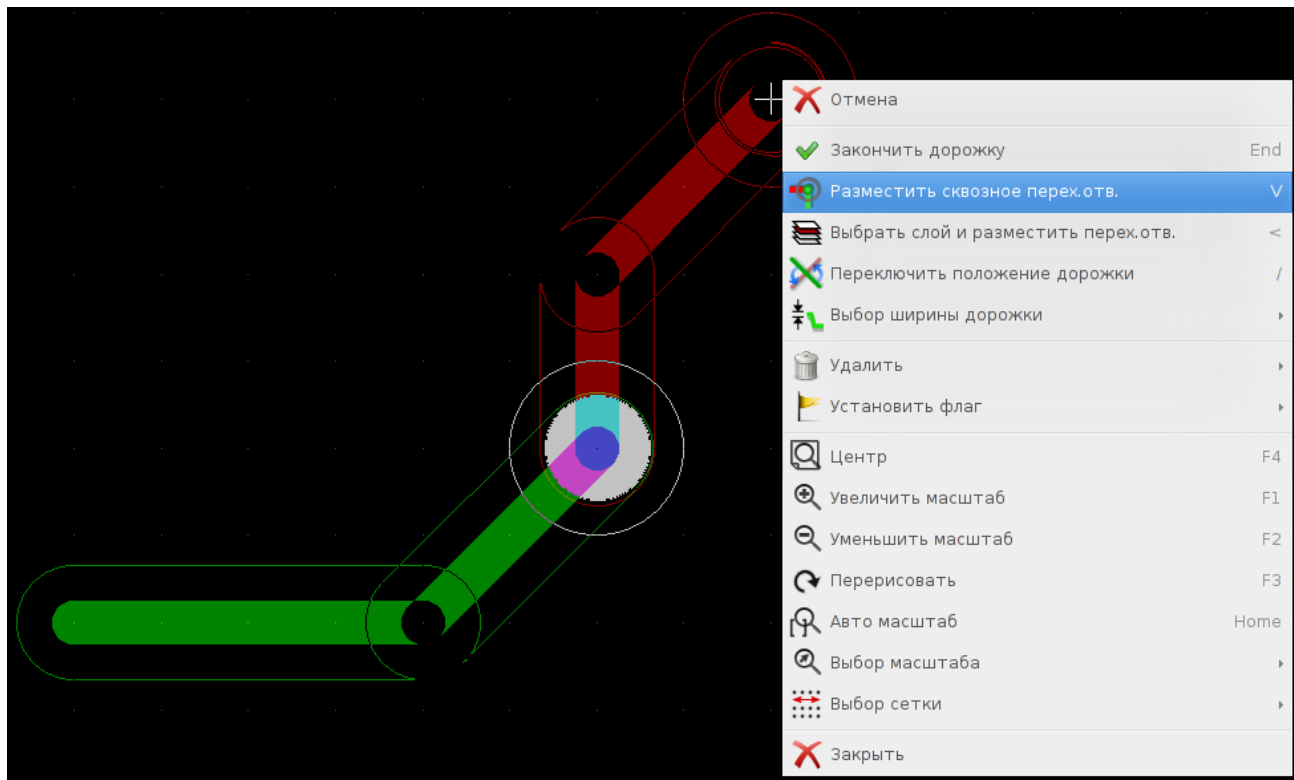 Отмена
Закончить дорожку End
Разместить сквозное перех.отв. V
Выбрать слой и разместить перех.отв. <
Переключить положение дорожки /
Выбор ширины дорожки
Удалить
Установить флаг
Центр F4
Увеличить масштаб F1
Уменьшить масштаб F2
Перерисовать F3
Авто масштаб Home
Выбор масштаба
Выбор сетки
Закрыть